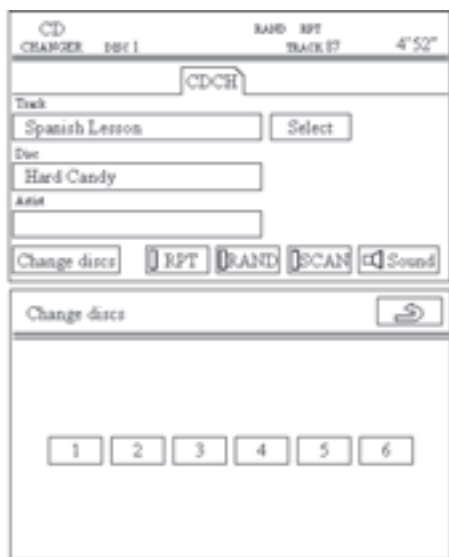 CD RAND RPT
CHANGER DISC 1 TRACK 87 4'52"
CDCH
Track
Spanish Lesson Select
Disc
Hard Candy
Artist
Change discs RPT RAND SCAN Sound
Change discs
1 2 3 4 5 6